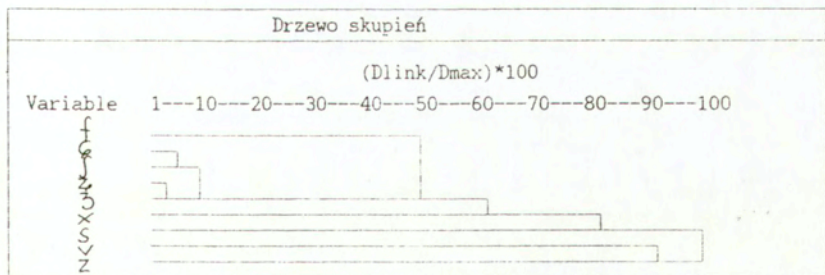 Drzewo skupień
(Dlink/Dmax)*100
Variable 1---10---20---30---40---50---60---70---80---90---100
f
ʒ
x
s
v
z